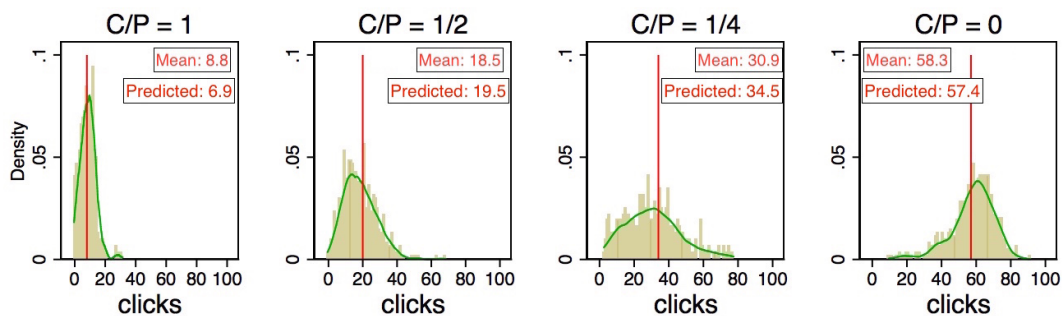 C/P = 1
C/P = 1/2
C/P = 1/4
C/P = 0
Density
0
.05
.1
Mean: 8.8
Predicted: 6.9
0 20 40 60 80 100
clicks
0
.05
.1
Mean: 18.5
Predicted: 19.5
0 20 40 60 80 100
clicks
0
.05
.1
Mean: 30.9
Predicted: 34.5
0 20 40 60 80 100
clicks
0
.05
.1
Mean: 58.3
Predicted: 57.4
0 20 40 60 80 100
clicks